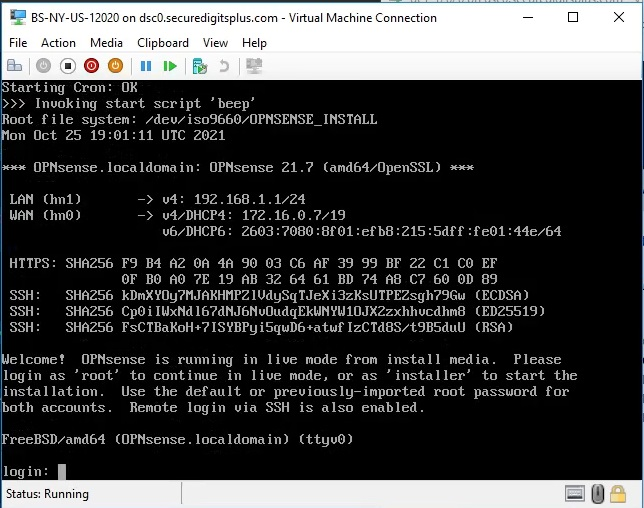 BS-NY-US-12020 on dsc0.securedigitsplus.com - Virtual Machine Connection
File Action Media Clipboard View Help
Starting Cron: OK
>>> Invoking start script 'beep'
Root file system: /dev/iso9660/OPNSENSE_INSTALL
Mon Oct 25 19:01:11 UTC 2021
*** OPNsense.localdomain: OPNsense 21.7 (amd64/OpenSSL) ***
LAN (hn1) -> v4: 192.168.1.1/24
WAN (hn0) -> v4/DHCP4: 172.16.0.7/19
v6/DHCP6: 2603:7080:8f01:efb8:215:5dff:fe01:44e/64
HTTPS: SHA256 F9 B4 A2 0A 4A 90 03 C6 AF 39 99 BF 22 C1 C0 EF
0F B0 A0 7E 19 AB 32 64 61 BD 74 A8 C7 60 0D 89
SSH: SHA256 kDmXYOy7MJAKHMPZlVdySqTJeXi3zKsUTPEZsgh79Gw (ECDSA)
SSH: SHA256 Cp0iIWxNdl67dNJ6NvOudqEkWNYW1OJX2zxhhvcdhm8 (ED25519)
SSH: SHA256 FsCTBaKoH+7ISYBPyi5qwD6+atwfIzCTd8S/t9B5duU (RSA)
Welcome! OPNsense is running in live mode from install media. Please
login as 'root' to continue in live mode, or as 'installer' to start the
installation. Use the default or previously-imported root password for
both accounts. Remote login via SSH is also enabled.
FreeBSD/amd64 (OPNsense.localdomain) (ttyv0)
login:
Status: Running